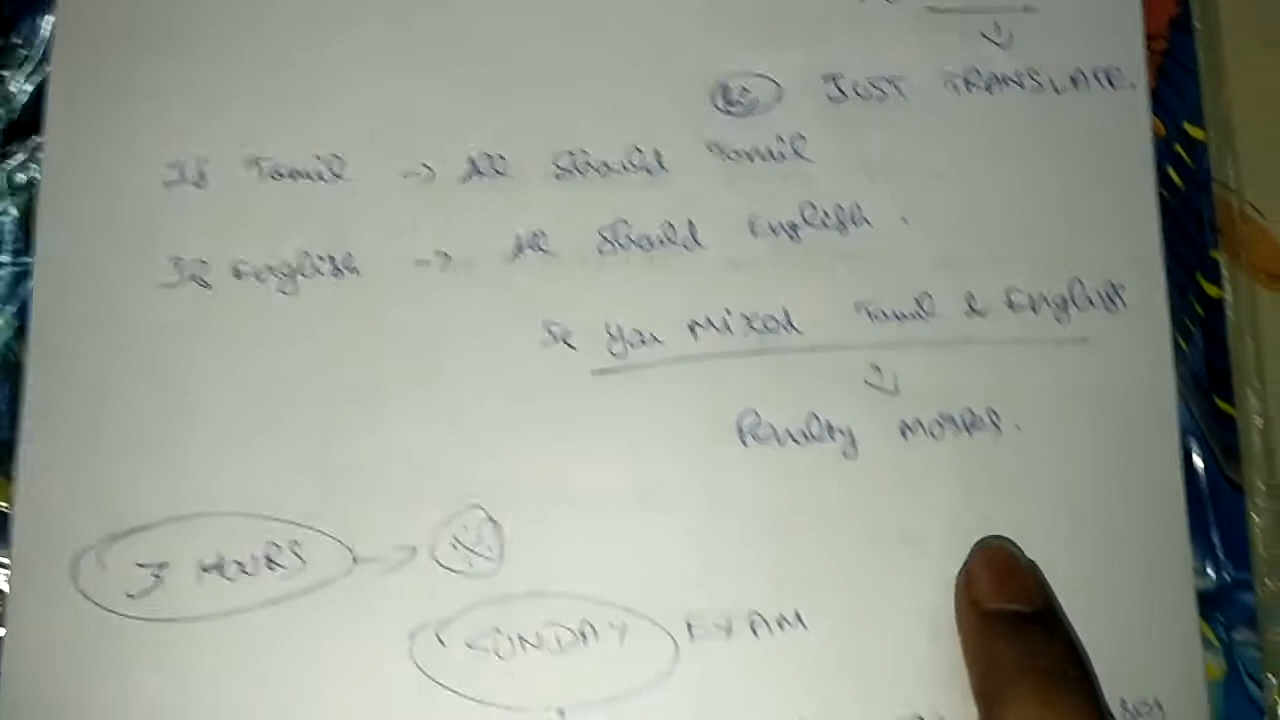 JUST TRANSLATE.
If Tamil → All Should Tamil
If English → All Should English.
If you Mixed Tamil & English
↓
Penalty Marks.
3 HOURS →
SUNDAY EXAM